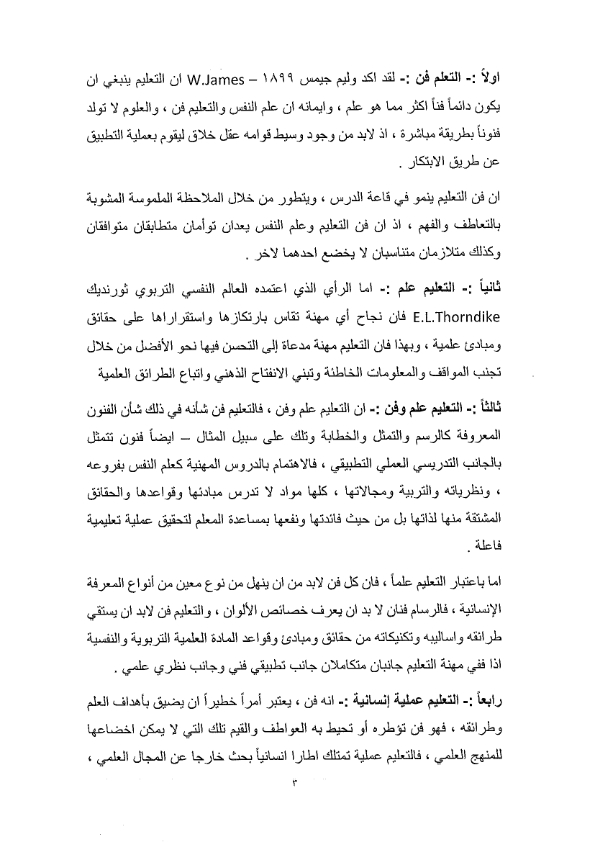 اولاً :- التعلم فن :- لقد اكد وليم جيمس ١٨٩٩ – W.James ان التعليم ينبغي ان
يكون دائماً فناً اكثر مما هو علم ، وايمانه ان علم النفس والتعليم فن ، والعلوم لا تولد
فنوناً بطريقة مباشرة ، اذ لابد من وجود وسيط قوامه عقل خلاق ليقوم بعملية التطبيق
عن طريق الابتكار .
ان فن التعليم ينمو في قاعة الدرس ، ويتطور من خلال الملاحظة الملموسة المشوبة
بالتعاطف والفهم ، اذ ان فن التعليم وعلم النفس يعدان توأمان متطابقان متوافقان
وكذلك متلازمان متناسبان لا يخضع احدهما لاخر .
ثانياً :- التعليم علم :- اما الرأي الذي اعتمده العالم النفسي التربوي ثورنديك
E.L.Thorndike فان نجاح أي مهنة تقاس بارتكازها واستقرارها على حقائق
ومبادئ علمية ، وبهذا فان التعليم مهنة مدعاة إلى التحسن فيها نحو الأفضل من خلال
تجنب المواقف والمعلومات الخاطئة وتبني الانفتاح الذهني واتباع الطرائق العلمية
ثالثاً :- التعليم علم وفن :- ان التعليم علم وفن ، فالتعليم فن شأنه في ذلك شأن الفنون
المعروفة كالرسم والتمثل والخطابة وتلك على سبيل المثال – ايضاً فنون تتمثل
بالجانب التدريسي العملي التطبيقي ، فالاهتمام بالدروس المهنية كعلم النفس بفروعه
، ونظرياته والتربية ومجالاتها ، كلها مواد لا تدرس مبادئها وقواعدها والحقائق
المشتقة منها لذاتها بل من حيث فائدتها ونفعها بمساعدة المعلم لتحقيق عملية تعليمية
فاعلة .
اما باعتبار التعليم علماً ، فان كل فن لابد من ان ينهل من نوع معين من أنواع المعرفة
الإنسانية ، فالرسام فنان لا بد ان يعرف خصائص الألوان ، والتعليم فن لابد ان يستقي
طرائقه واساليبه وتكنيكاته من حقائق ومبادئ وقواعد المادة العلمية التربوية والنفسية
اذا ففي مهنة التعليم جانبان متكاملان جانب تطبيقي فني وجانب نظري علمي .
رابعاً :- التعليم عملية إنسانية :- انه فن ، يعتبر أمراً خطيراً ان يضيق بأهداف العلم
وطرائقه ، فهو فن تؤطره أو تحيط به العواطف والقيم تلك التي لا يمكن اخضاعها
للمنهج العلمي ، فالتعليم عملية تمتلك اطارا انسانياً بحث خارجا عن المجال العلمي ،
٣